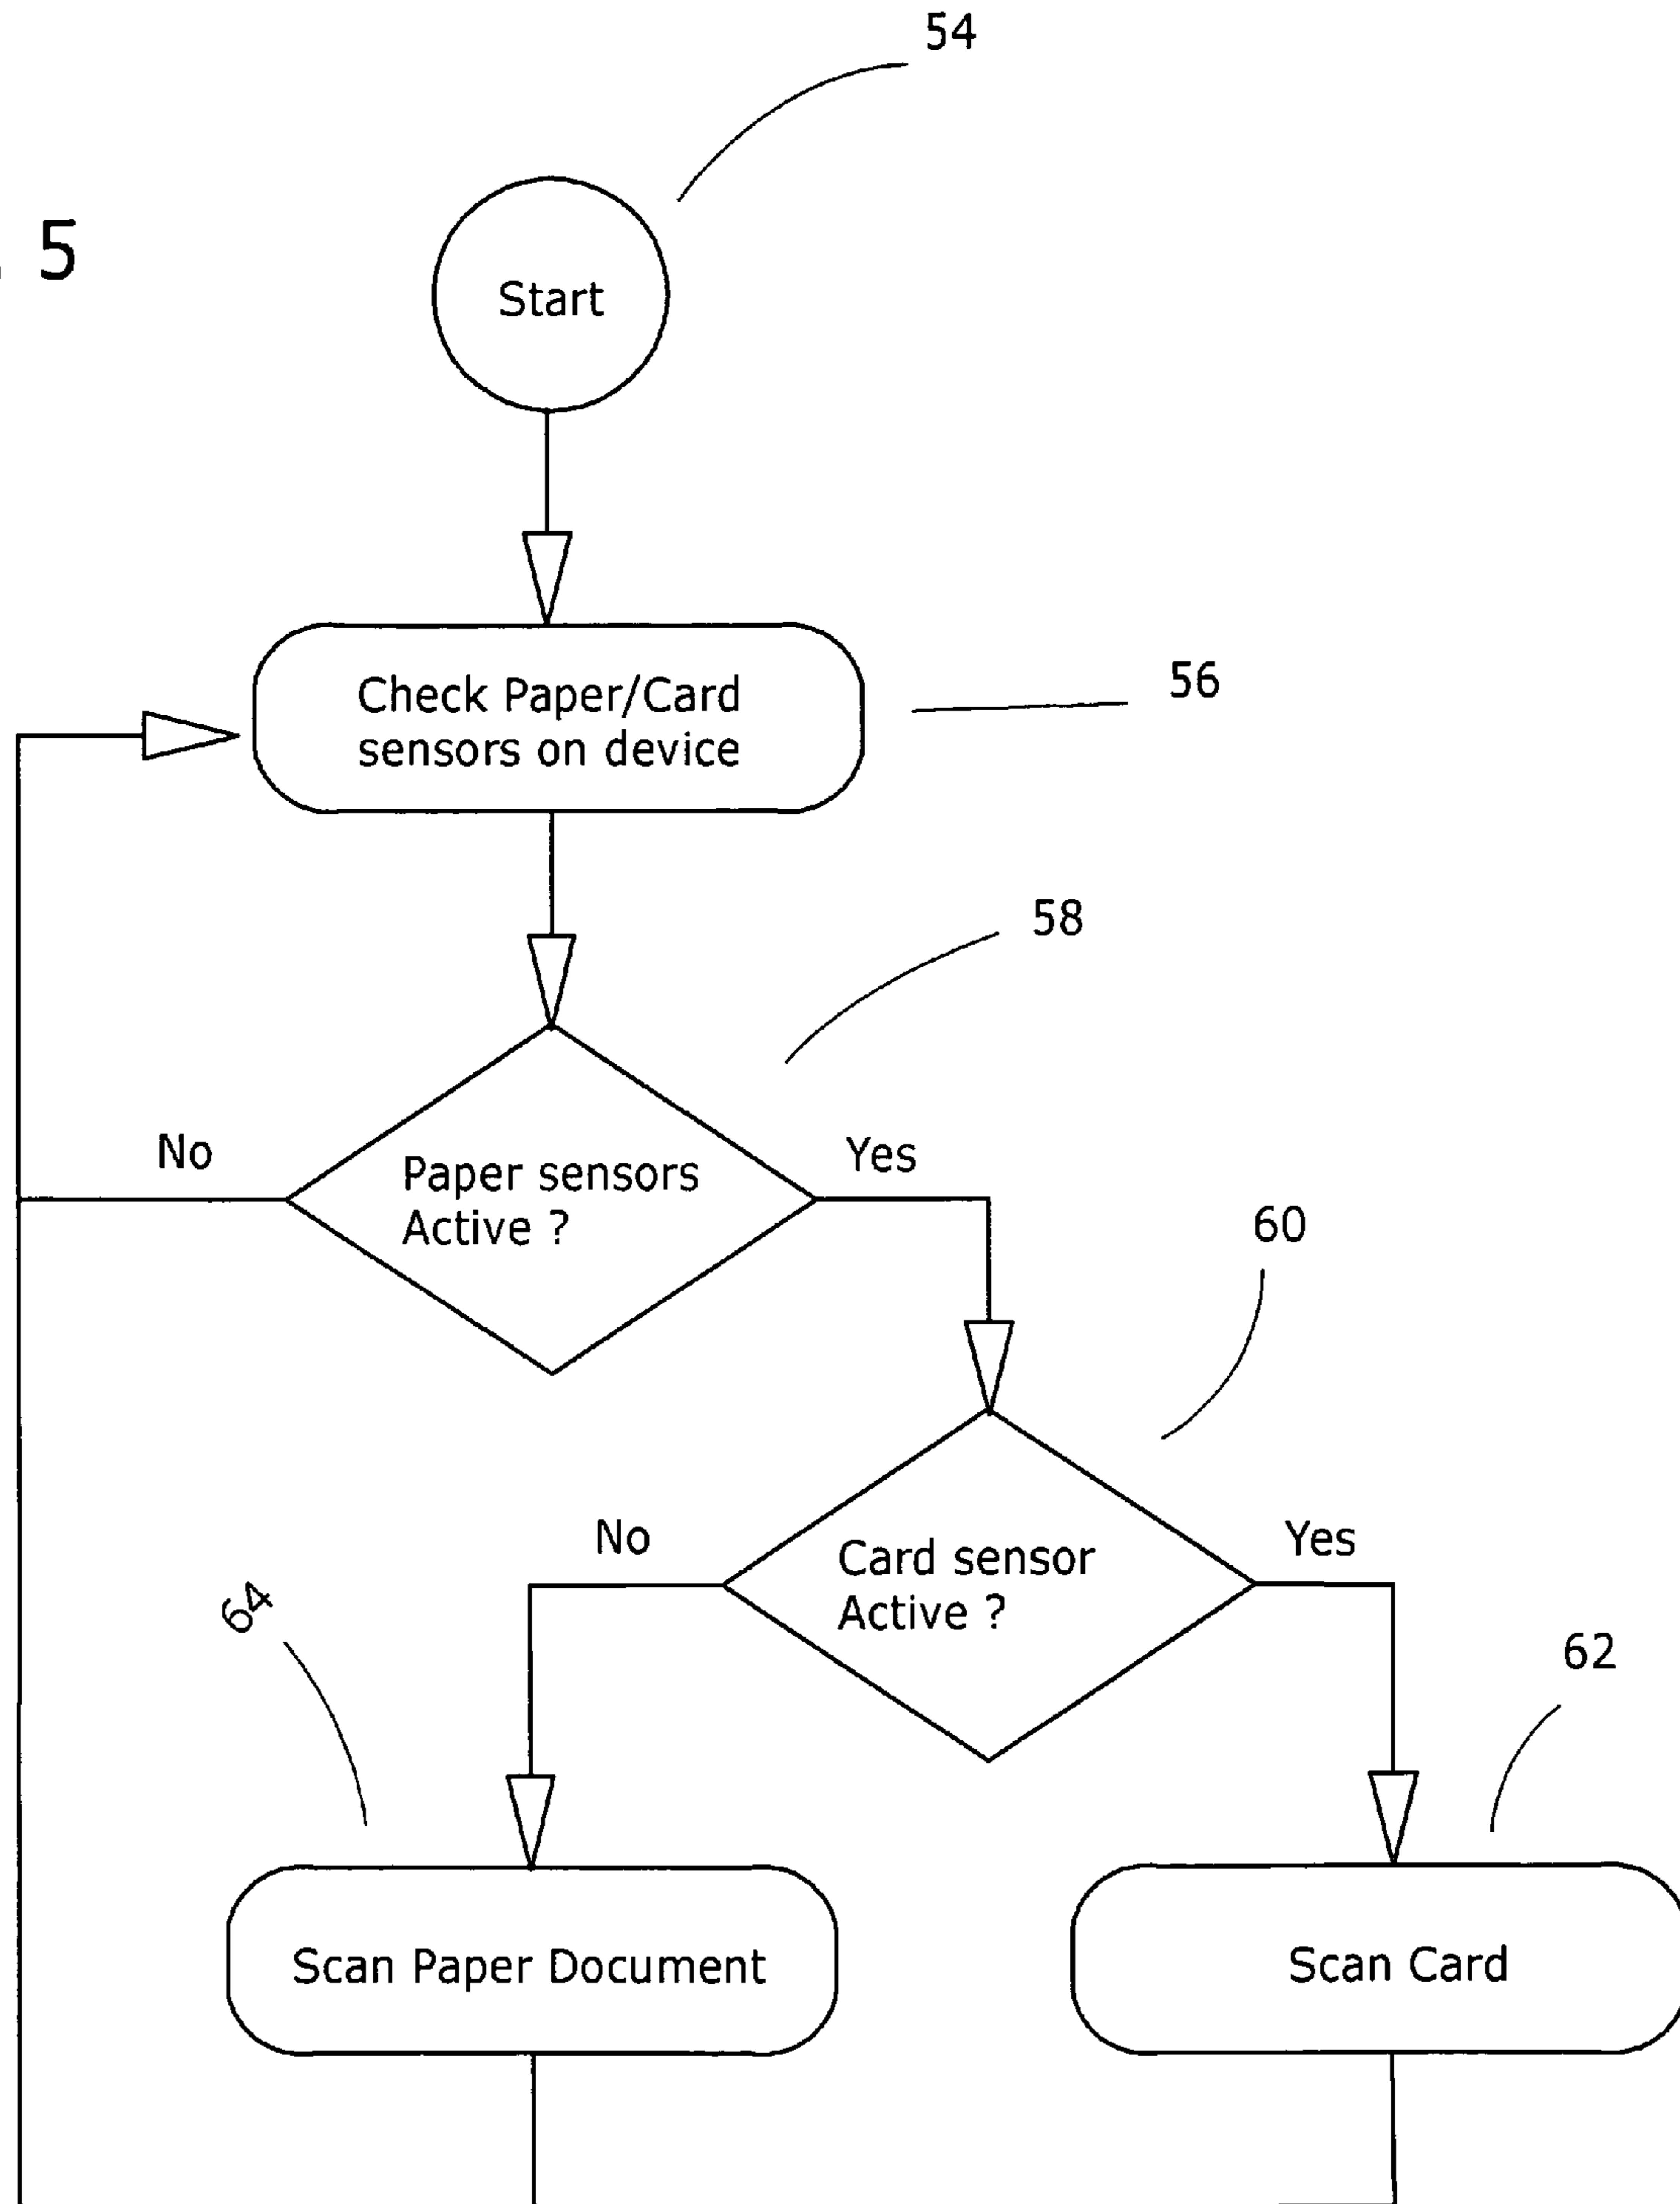 54
5
Start
Check Paper/Card
sensors on device
56
58
No
Yes
Paper sensors
Active ?
60
No
Yes
Card sensor
Active ?
64
62
Scan Paper Document
Scan Card